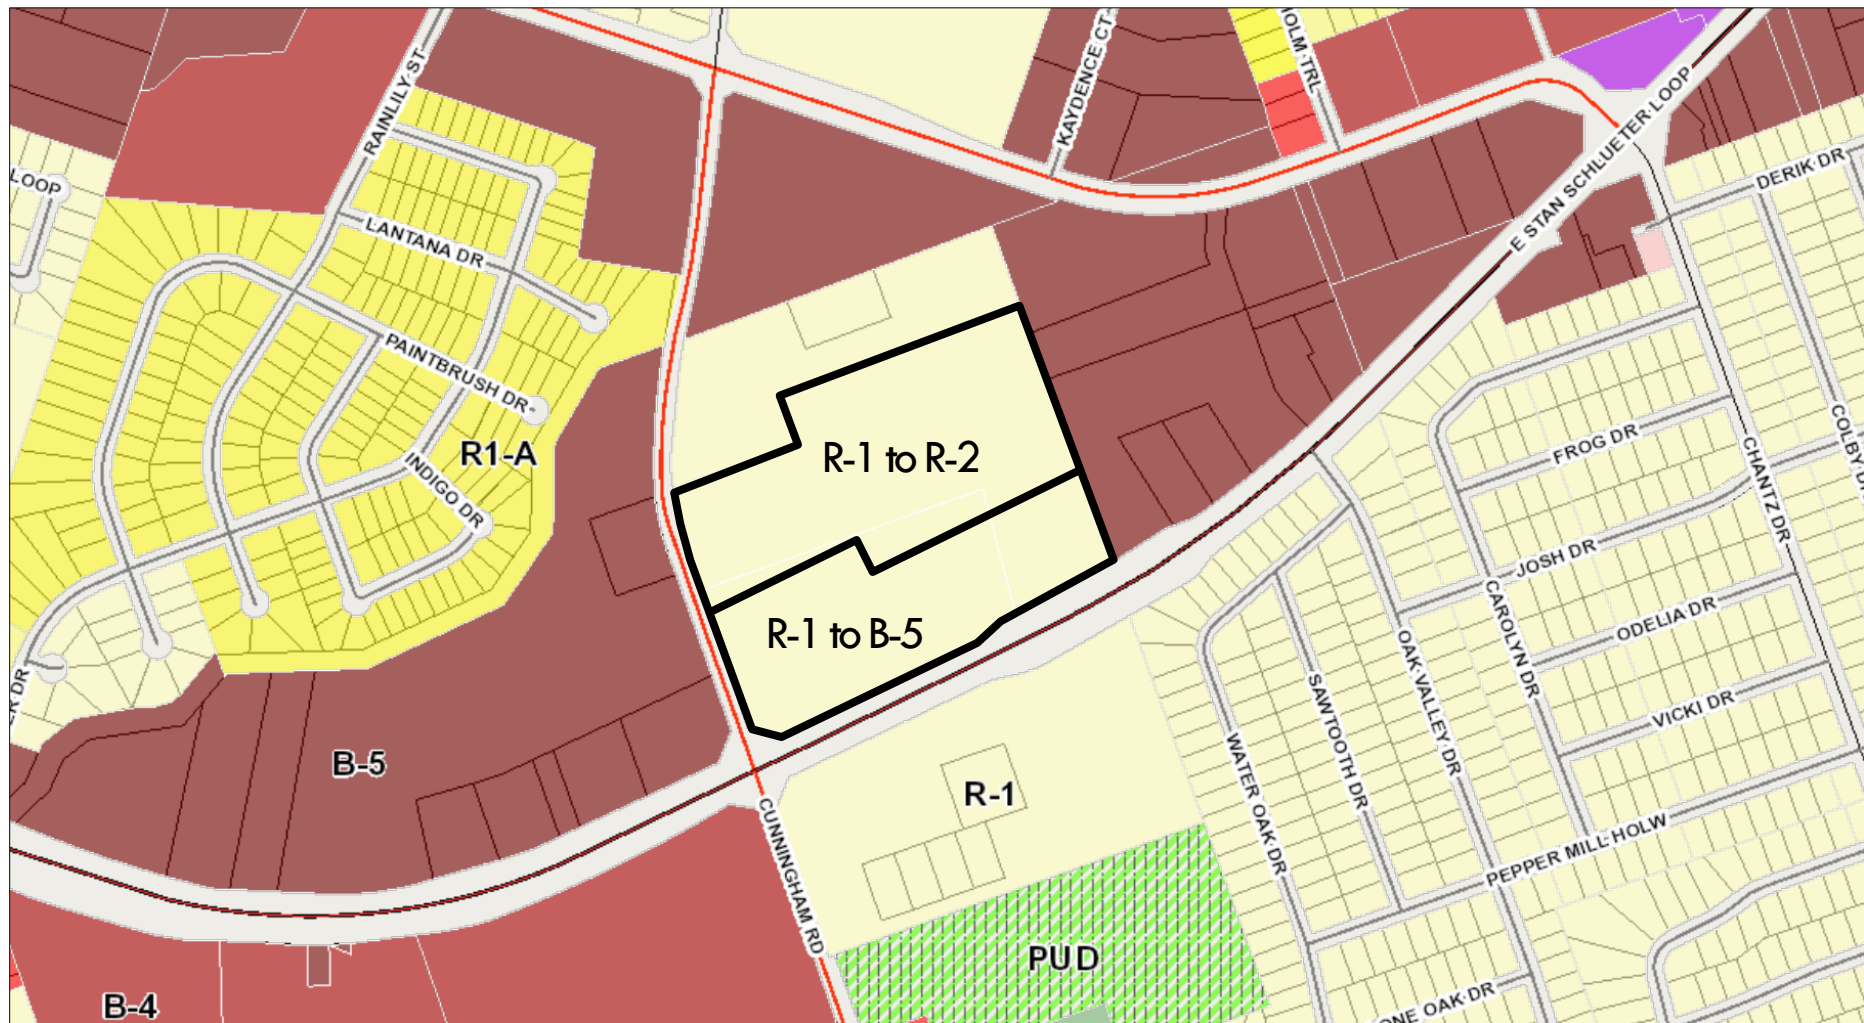 RAINLILY ST
KAYDENCE CT
HOLM TRL
E STAN SCHLUETER LOOP
DERIK DR
LOOP
LANTANA DR
PAINTBRUSH DR
R1-A
INDIGO DR
R-1 to R-2
R-1 to B-5
FROG DR
CHANTZ DR
COLBY D
JOSH DR
CAROLYN DR
ODELIA DR
OAK VALLEY DR
VICKI DR
SAWTOOTH DR
WATER OAK DR
ER DR
B-5
R-1
CUNNINGHAM RD
PEPPER MILL HOLW
PUD
ONE OAK DR
B-4